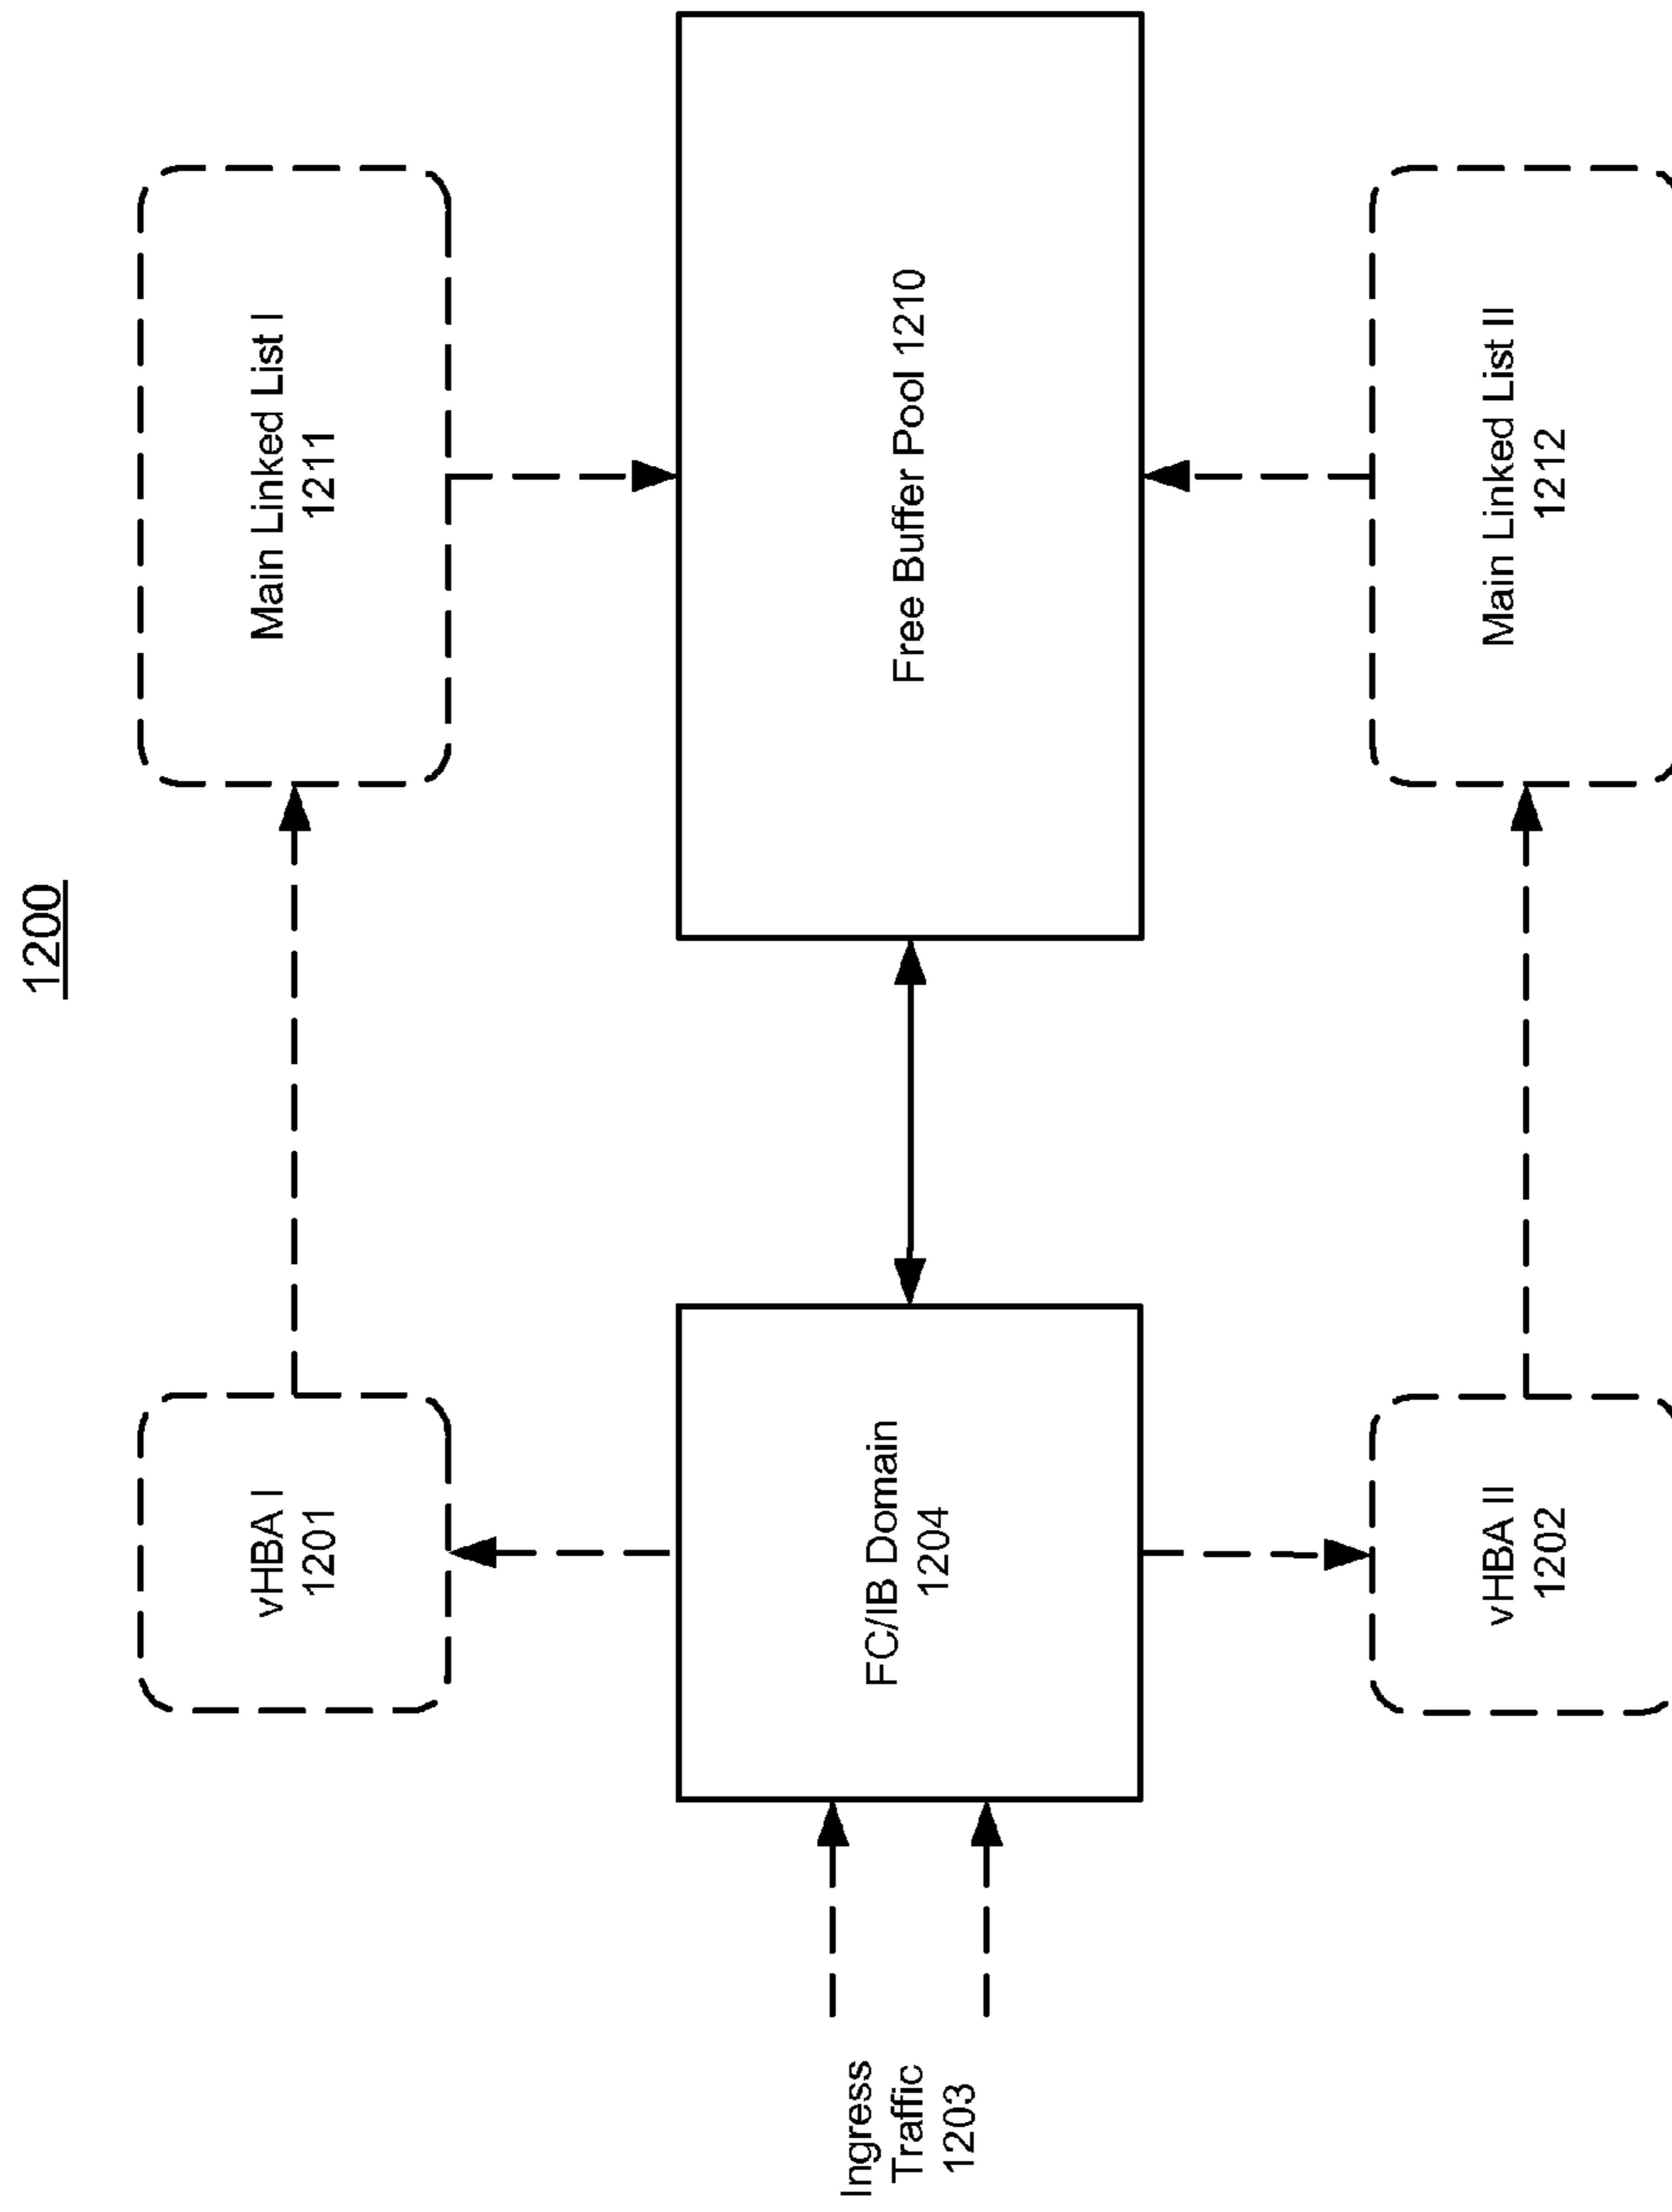 1200
vHBA I
1201
Main Linked List I
1211
Ingress
Traffic
1203
FC/IB Domain
1204
Free Buffer Pool 1210
vHBA II
1202
Main Linked List II
1212